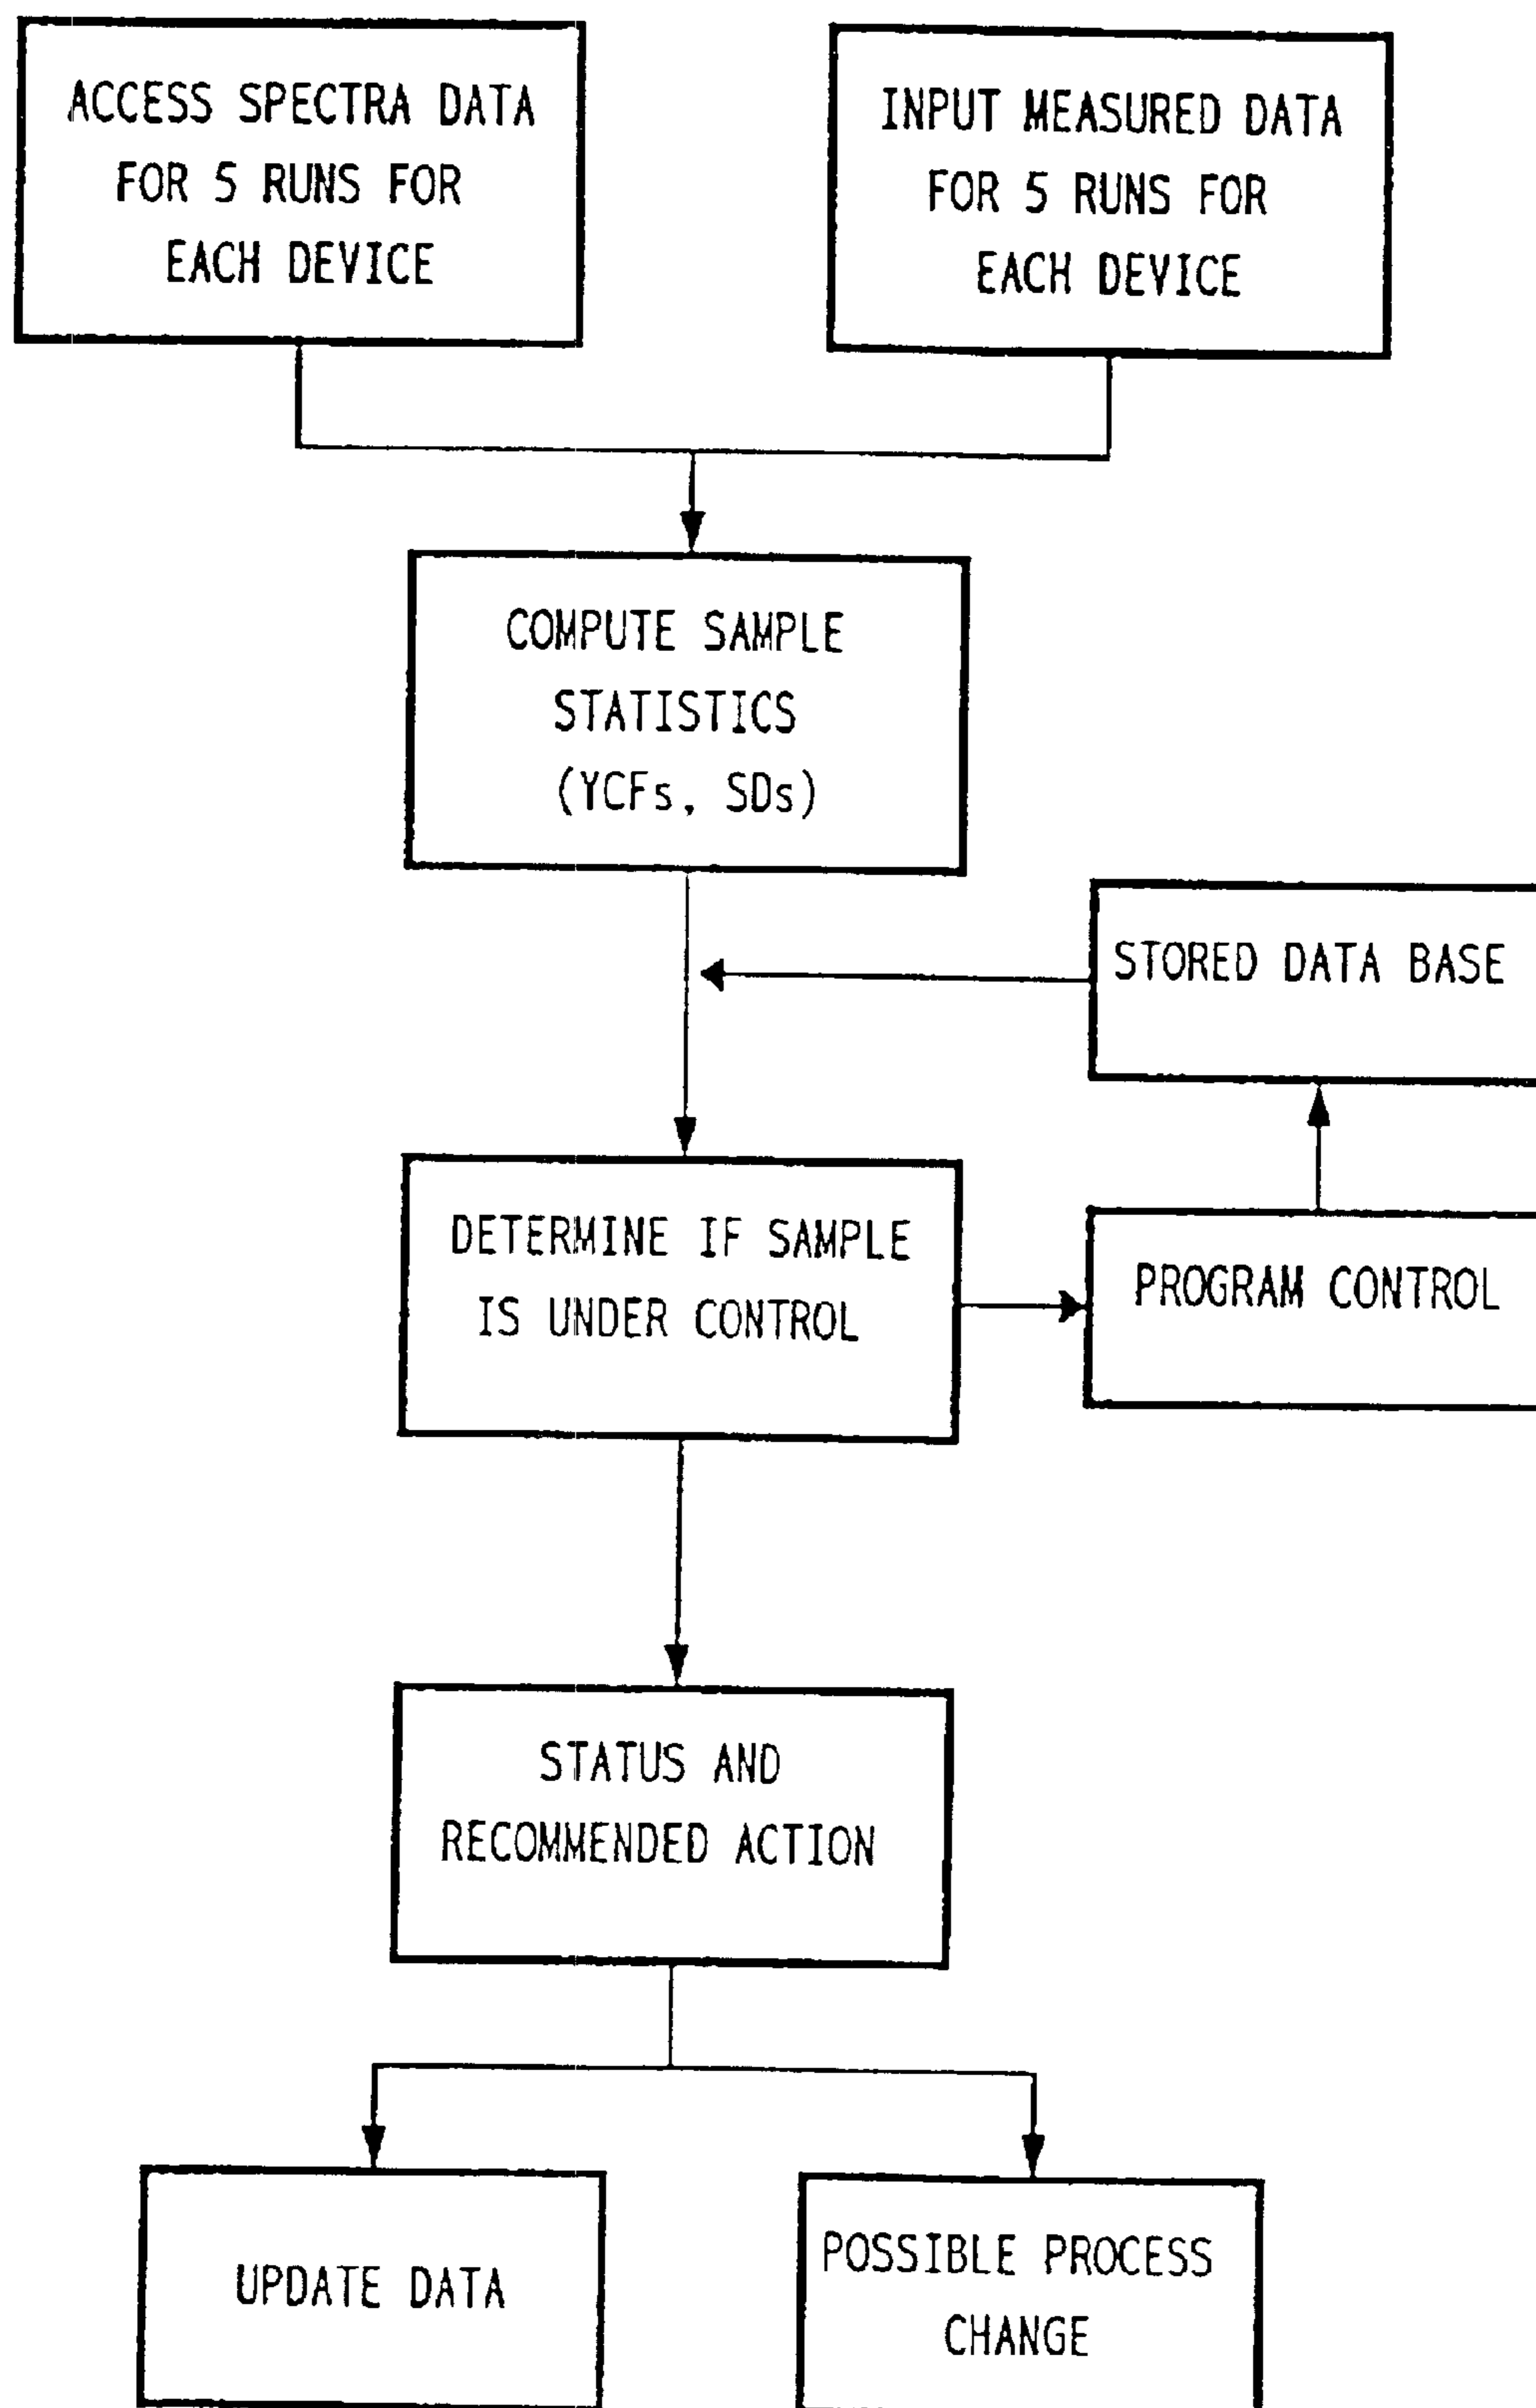 ACCESS SPECTRA DATA
FOR 5 RUNS FOR
EACH DEVICE
INPUT MEASURED DATA
FOR 5 RUNS FOR
EACH DEVICE
COMPUTE SAMPLE
STATISTICS
(YCFs, SDs)
STORED DATA BASE
DETERMINE IF SAMPLE
IS UNDER CONTROL
PROGRAM CONTROL
STATUS AND
RECOMMENDED ACTION
UPDATE DATA
POSSIBLE PROCESS
CHANGE